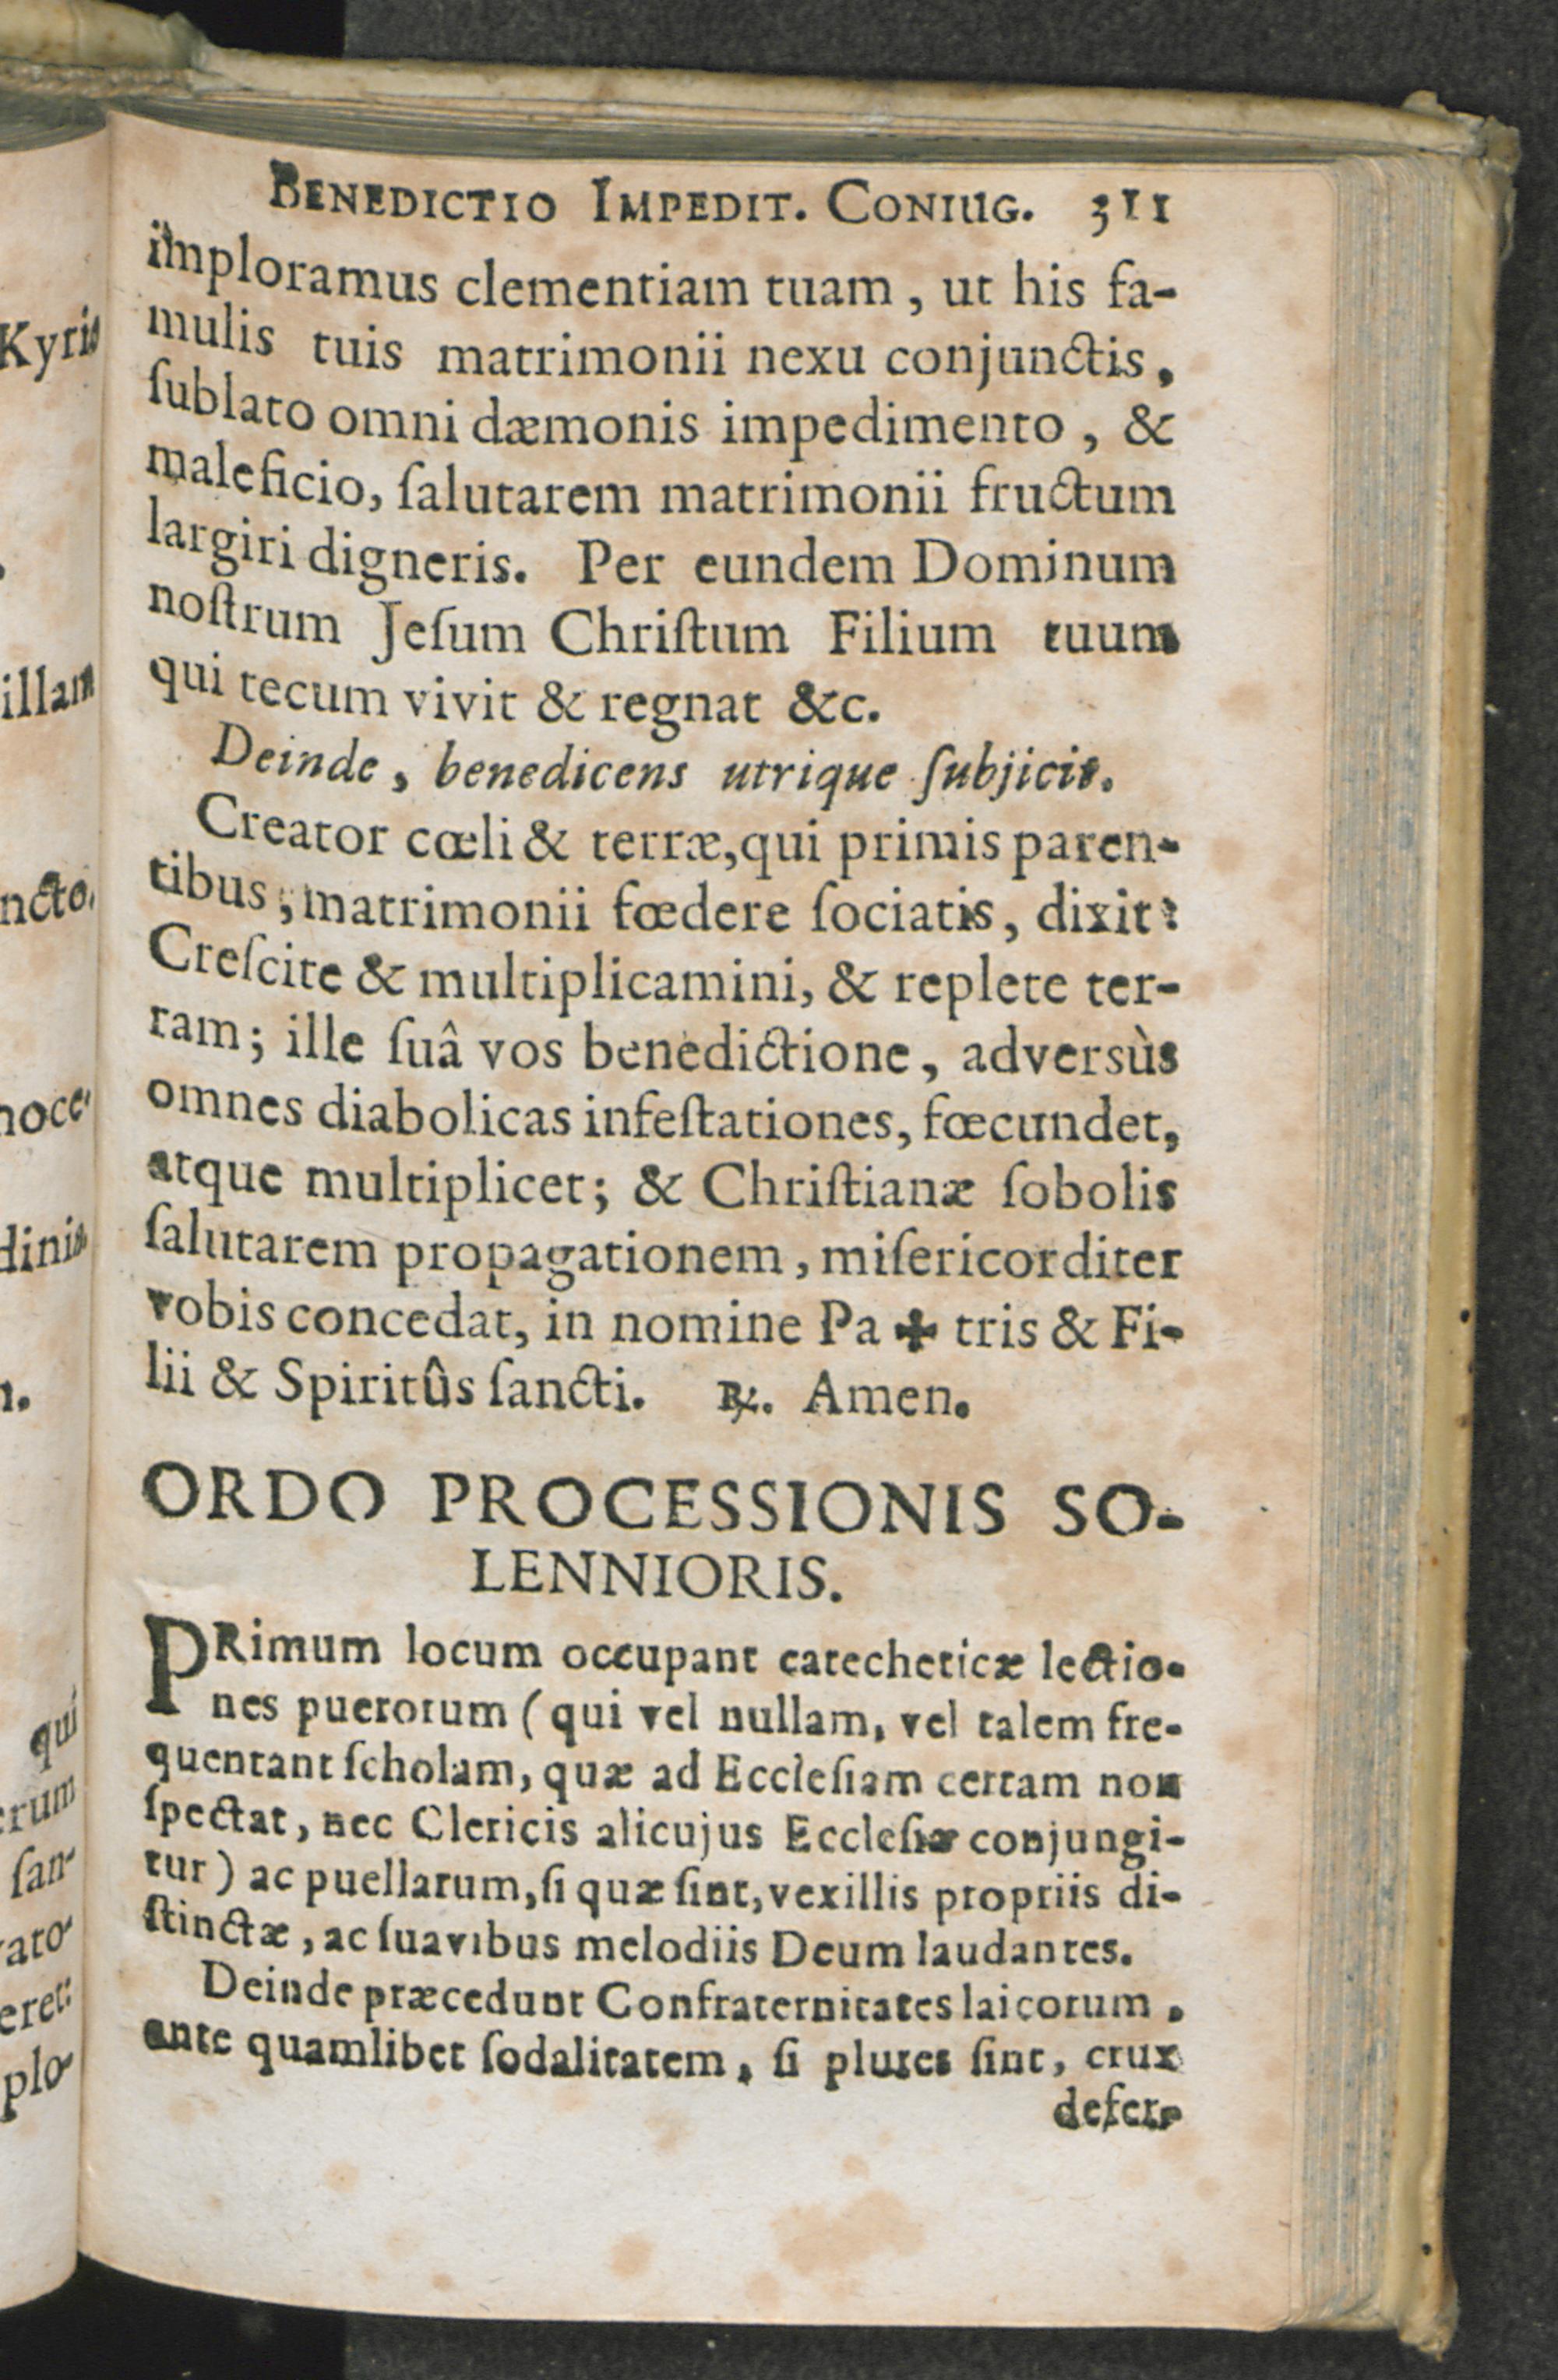 BENEDICTIO IMPEDIT. CONIUG. 311
imploramus clementiam tuam, ut his fa-
mulis tuis matrimonii nexu conjunctis,
ſublato omni dæmonis impedimento, &
maleficio, ſalutarem matrimonii fructum
largiri digneris. Per eundem Dominum
noſtrum Jeſum Chriſtum Filium tuum
qui tecum vivit & regnat &c.
Deinde, benedicens utrique ſubjicit.
Creator cœli & terræ, qui primis paren-
tibus, matrimonii fœdere ſociatis, dixit:
Creſcite & multiplicamini, & replete ter-
ram; ille ſuâ vos benedictione, adversùs
omnes diabolicas infeſtationes, fœcundet,
atque multiplicet; & Chriſtianæ ſobolis
ſalutarem propagationem, miſericorditer
vobis concedat, in nomine Pa ✠ tris & Fi-
lii & Spiritûs ſancti. ℟. Amen.
ORDO PROCESSIONIS SO-
LENNIORIS.
PRimum locum occupant catecheticæ lectio-
nes puerorum (qui vel nullam, vel talem fre-
quentant ſcholam, quæ ad Eccleſiam certam non
ſpectat, nec Clericis alicujus Eccleſiæ conjungi-
tur) ac puellarum, ſi quæ ſint, vexillis propriis di-
ſtinctæ, ac ſuavibus melodiis Deum laudantes.
Deinde præcedunt Confraternitates laicorum,
ante quamlibet ſodalitatem, ſi plures ſint, crux
defer-